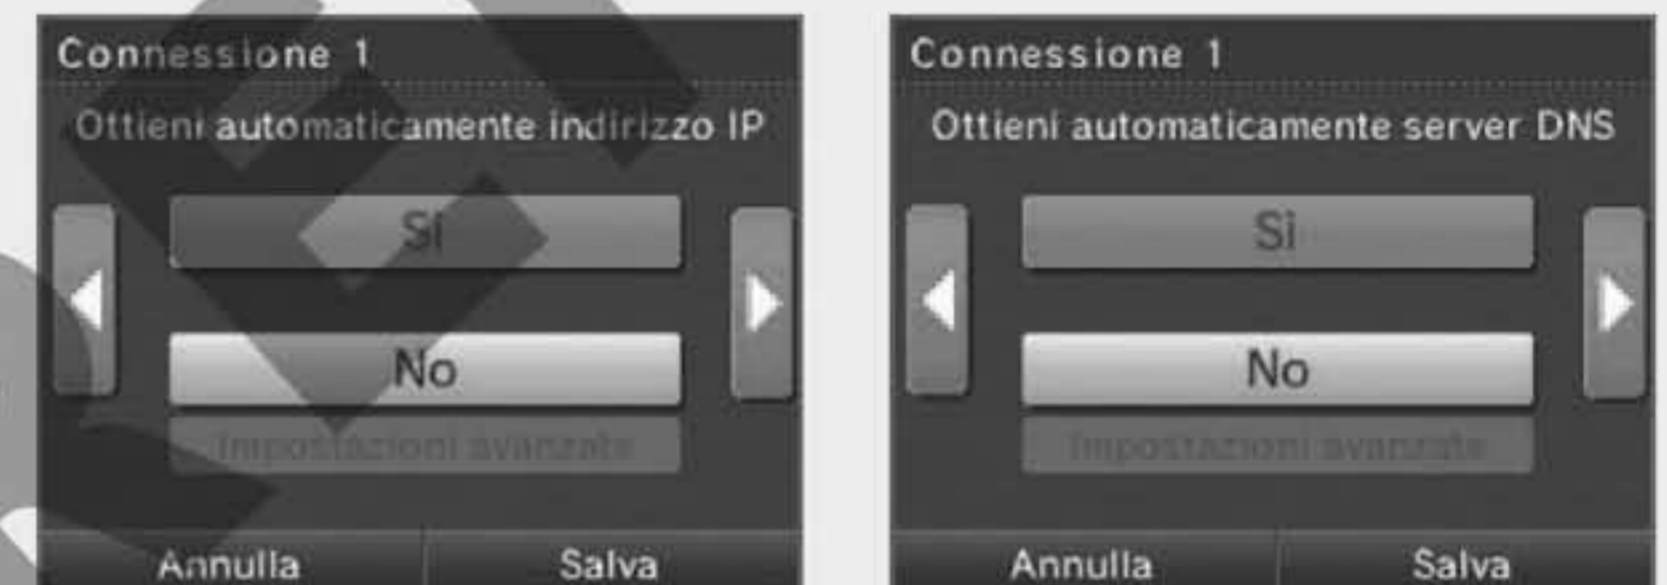 Connessione 1
Ottieni automaticamente indirizzo IP
Sì
No
Impostazioni avanzate
Annulla Salva
Connessione 1
Ottieni automaticamente server DNS
Sì
No
Impostazioni avanzate
Annulla Salva